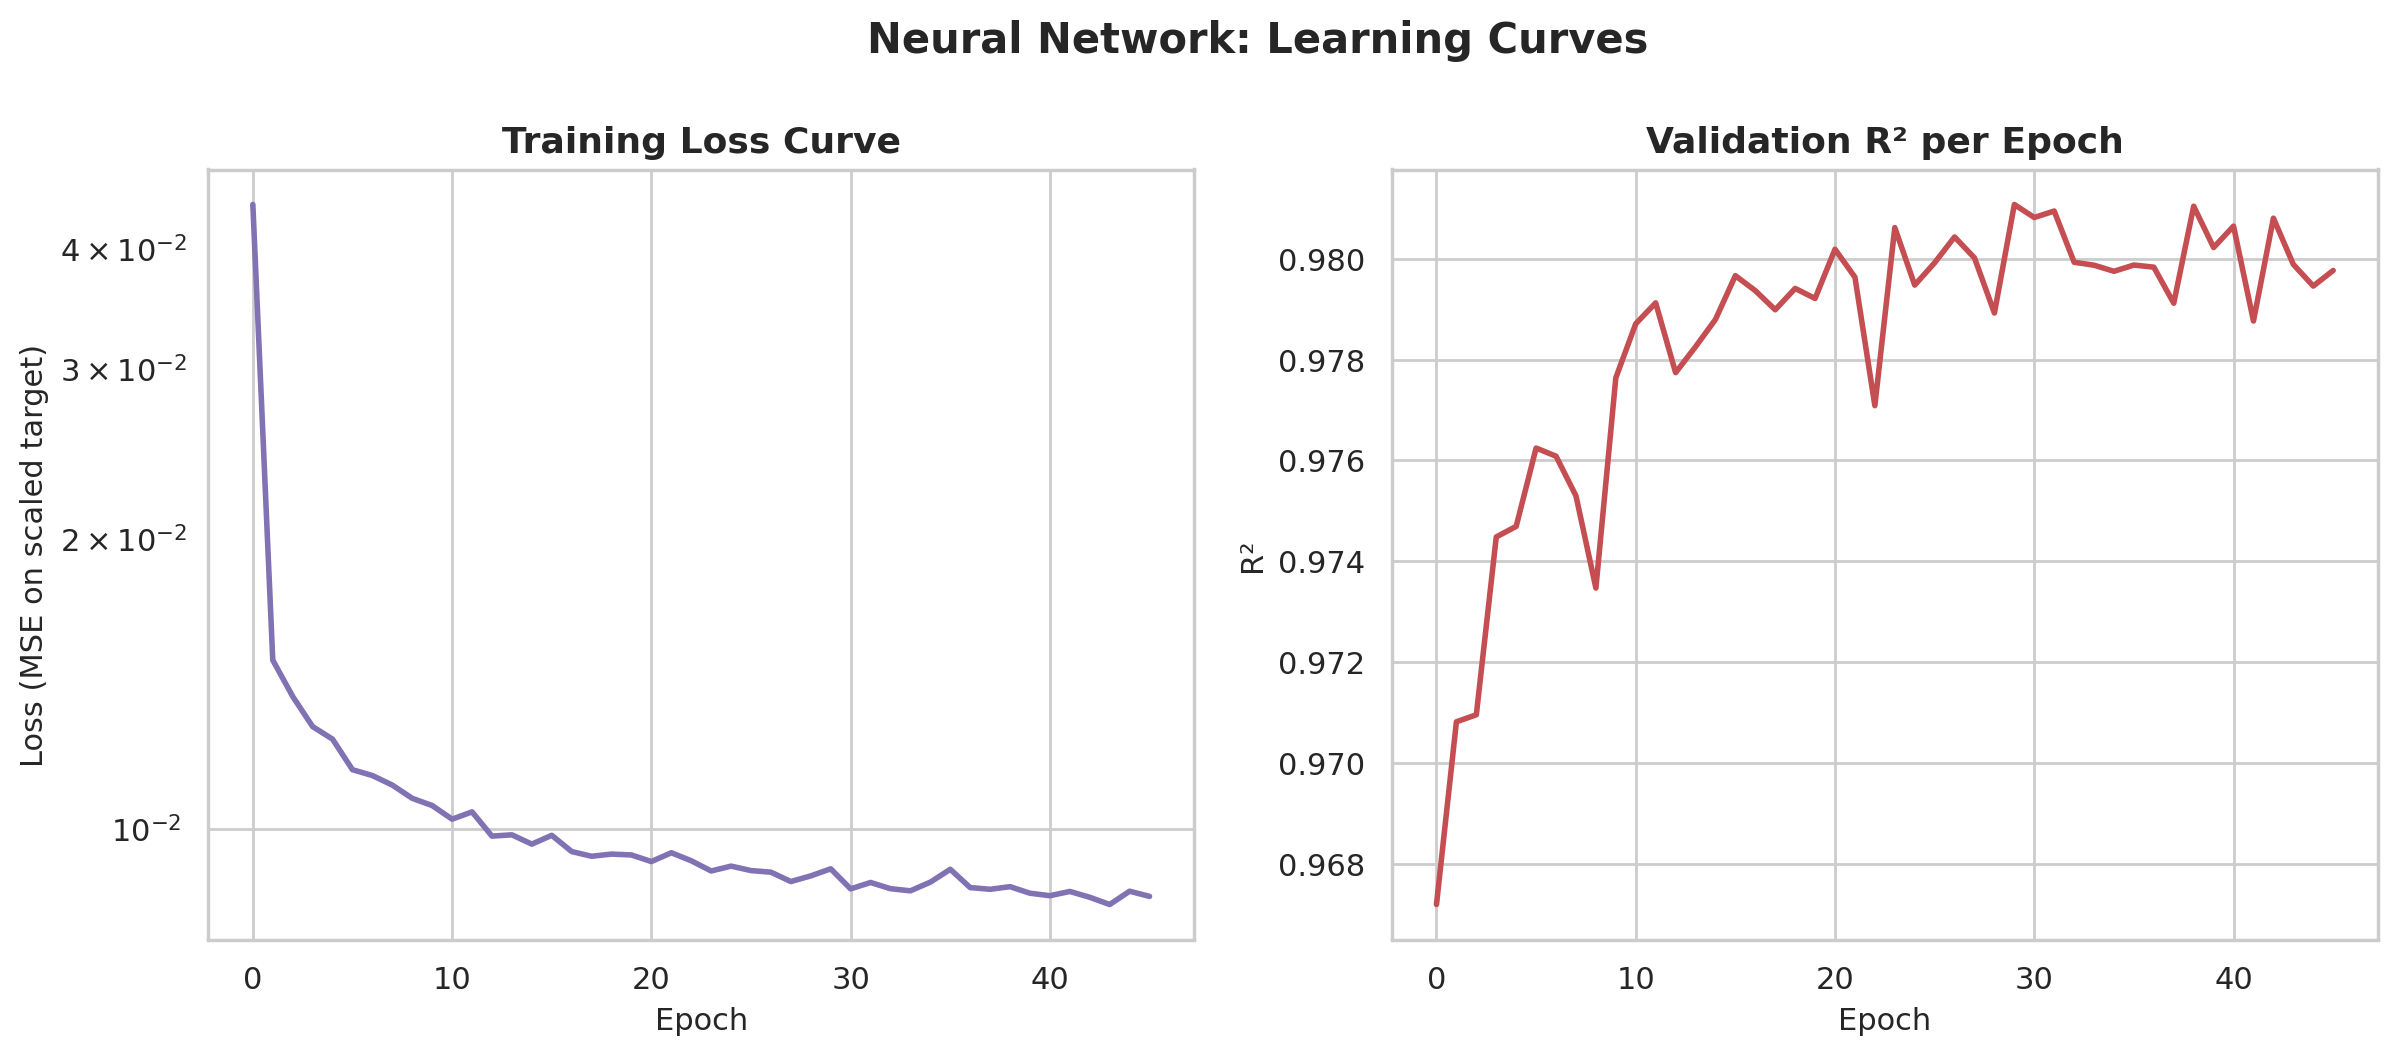 Neural Network: Learning Curves
Training Loss Curve
Loss (MSE on scaled target)
4 × 10⁻²
3 × 10⁻²
2 × 10⁻²
10⁻²
0 10 20 30 40
Epoch
Validation R² per Epoch
R²
0.980
0.978
0.976
0.974
0.972
0.970
0.968
0 10 20 30 40
Epoch